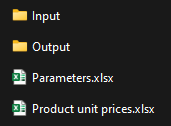 Input
Output
Parameters.xlsx
Product unit prices.xlsx